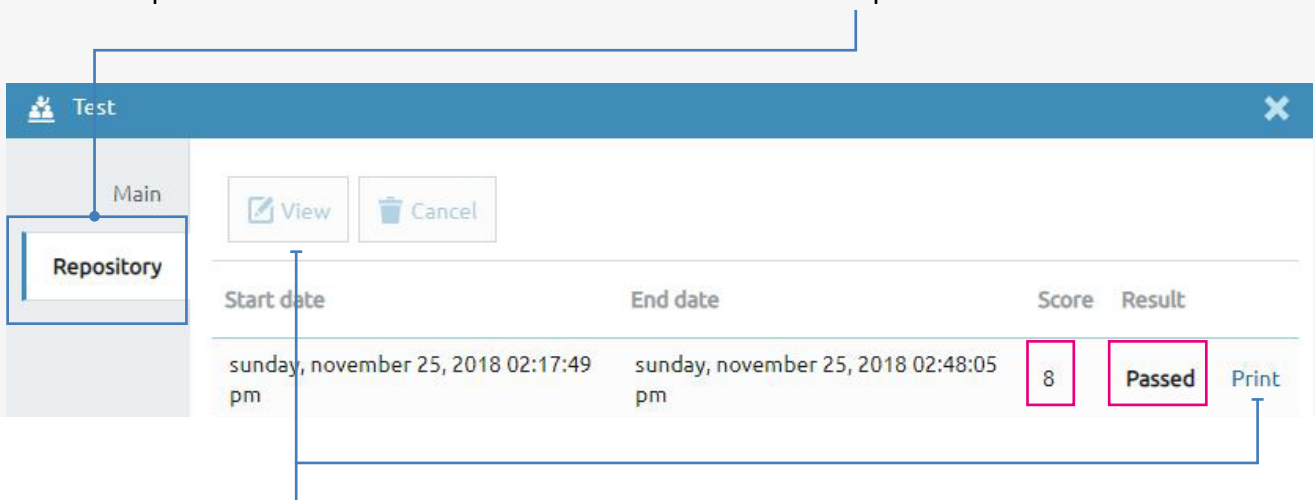 Test
Main
View Cancel
Repository
Start date End date Score Result
sunday, november 25, 2018 02:17:49 sunday, november 25, 2018 02:48:05 8 Passed Print
pm pm